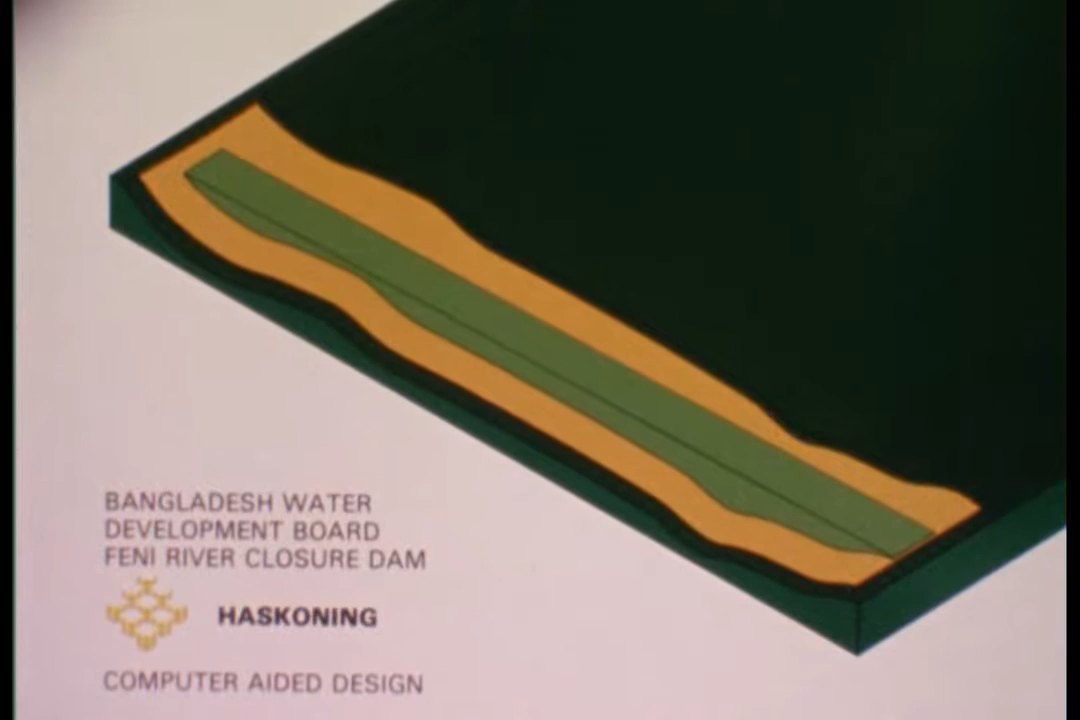 BANGLADESH WATER
DEVELOPMENT BOARD
FENI RIVER CLOSURE DAM
HASKONING
COMPUTER AIDED DESIGN